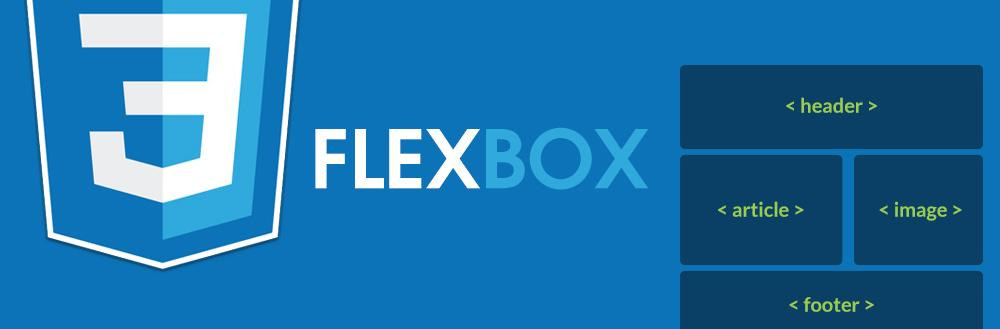 3
FLEXBOX
< header >
< article > < image >
< footer >